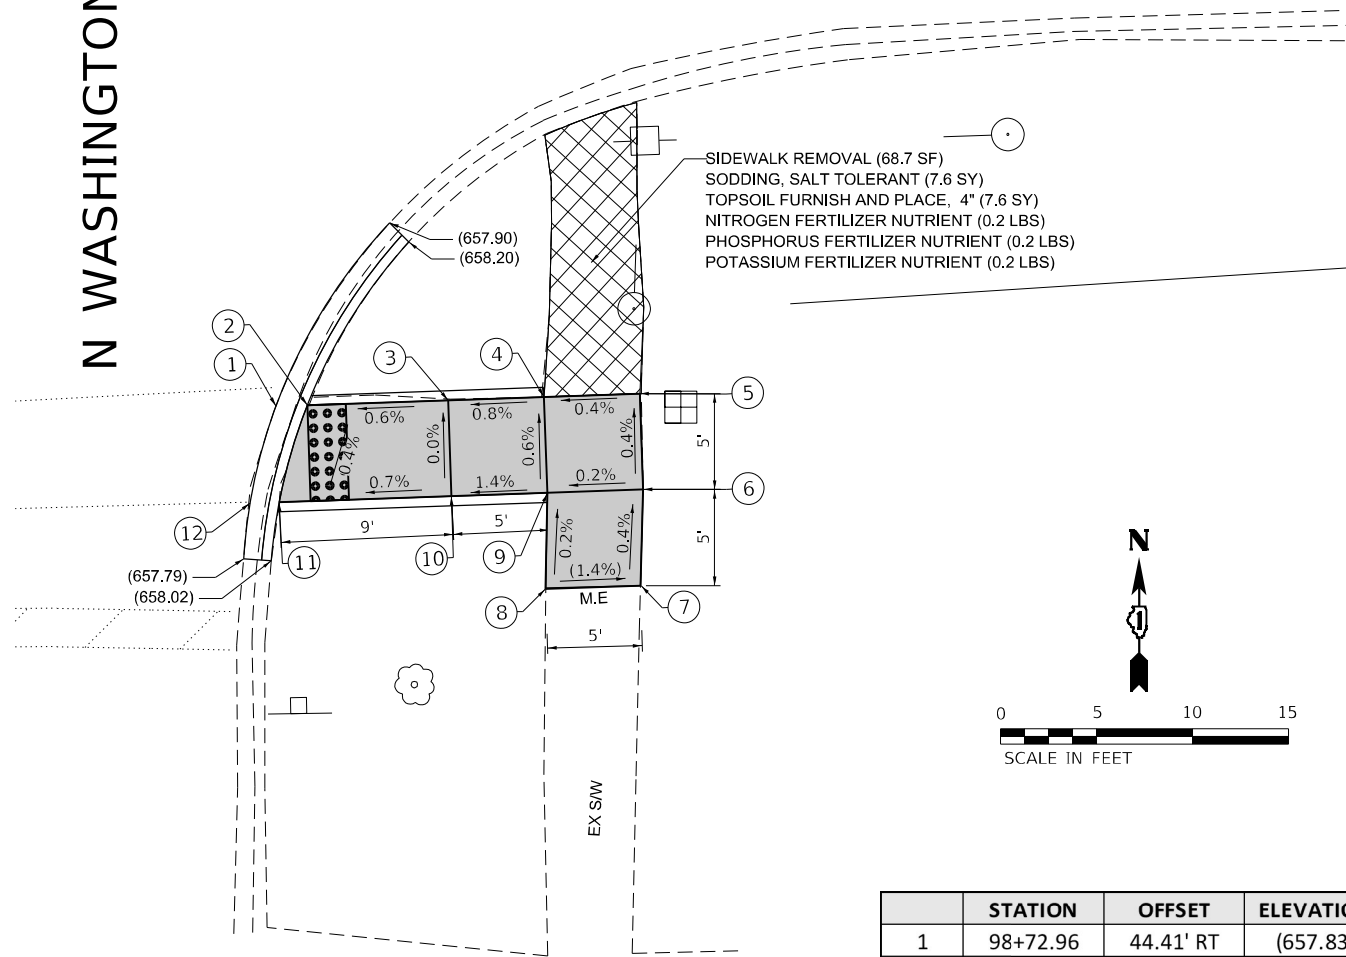 N WASHINGTON
SIDEWALK REMOVAL (68.7 SF)
SODDING, SALT TOLERANT (7.6 SY)
TOPSOIL FURNISH AND PLACE, 4" (7.6 SY)
NITROGEN FERTILIZER NUTRIENT (0.2 LBS)
PHOSPHORUS FERTILIZER NUTRIENT (0.2 LBS)
POTASSIUM FERTILIZER NUTRIENT (0.2 LBS)
(657.90)
(658.20)
2
1
3
4
5
0.6%
0.8%
0.4%
0.4%
0.0%
0.6%
0.4%
5'
0.7%
1.4%
0.2%
6
12
9'
5'
11
10
9
0.2%
0.4%
5'
(1.4%)
(657.79)
(658.02)
8
M.E
7
5'
EX S/W
N
1
0 5 10 15
SCALE IN FEET
STATION OFFSET
1 98+72.96 44.41' RT (657.83